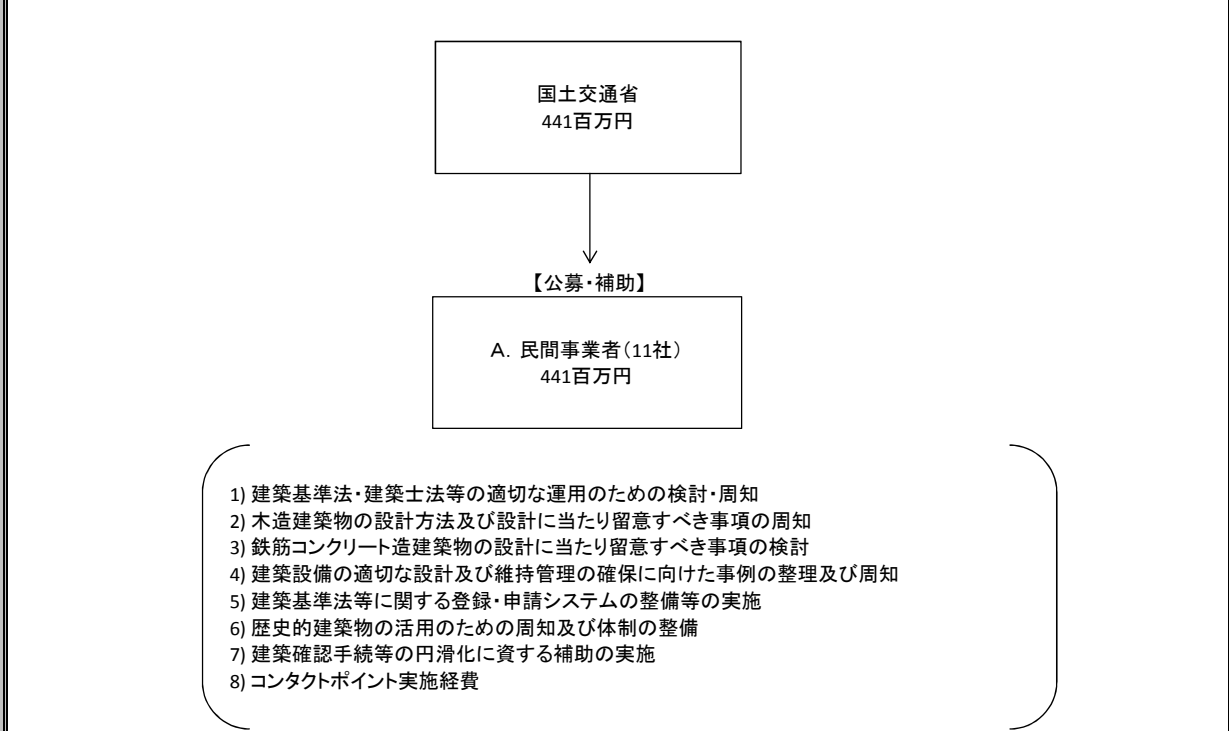 国土交通省
441百万円
【公募・補助】
A．民間事業者（11社）
441百万円
1) 建築基準法・建築士法等の適切な運用のための検討・周知
2) 木造建築物の設計方法及び設計に当たり留意すべき事項の周知
3) 鉄筋コンクリート造建築物の設計に当たり留意すべき事項の検討
4) 建築設備の適切な設計及び維持管理の確保に向けた事例の整理及び周知
5) 建築基準法等に関する登録・申請システムの整備等の実施
6) 歴史的建築物の活用のための周知及び体制の整備
7) 建築確認手続等の円滑化に資する補助の実施
8) コンタクトポイント実施経費